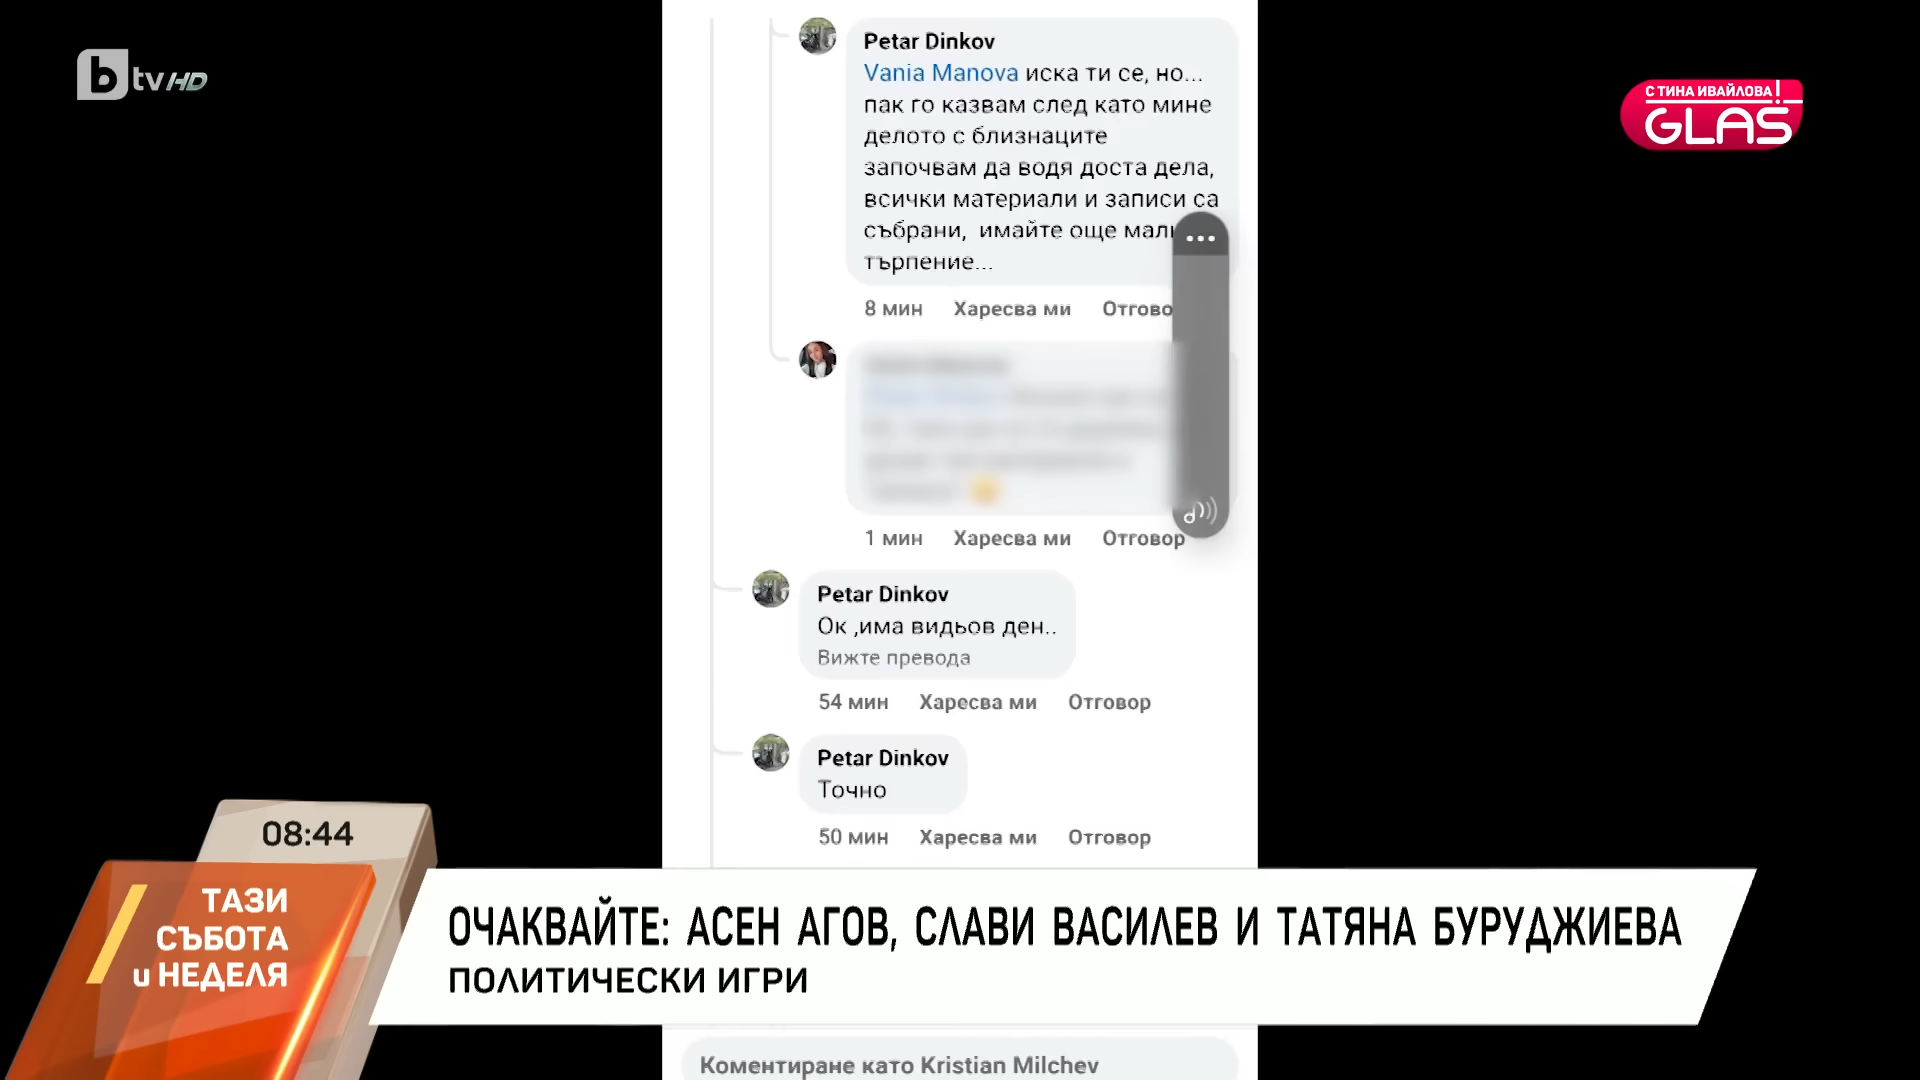 btv HD
С ТИНА ИВАЙЛОВА!
GLAS
Petar Dinkov
Vania Manova иска ти се, но...
пак го казвам след като мине
делото с близнаците
започвам да водя доста дела,
всички материали и записи са
събрани, имайте още
търпение...
8 мин Харесва ми
1 мин Харесва ми Отговор
Petar Dinkov
Ок ,има видьов ден..
Вижте превода
54 мин Харесва ми Отговор
Petar Dinkov
Точно
50 мин Харесва ми Отговор
08:44
ТАЗИ
СЪБОТА
и НЕДЕЛЯ
ОЧАКВАЙТЕ: АСЕН АГОВ, СЛАВИ ВАСИЛЕВ И ТАТЯНА БУРУДЖИЕВА
ПОЛИТИЧЕСКИ ИГРИ
Коментиране като Kristian Milchev